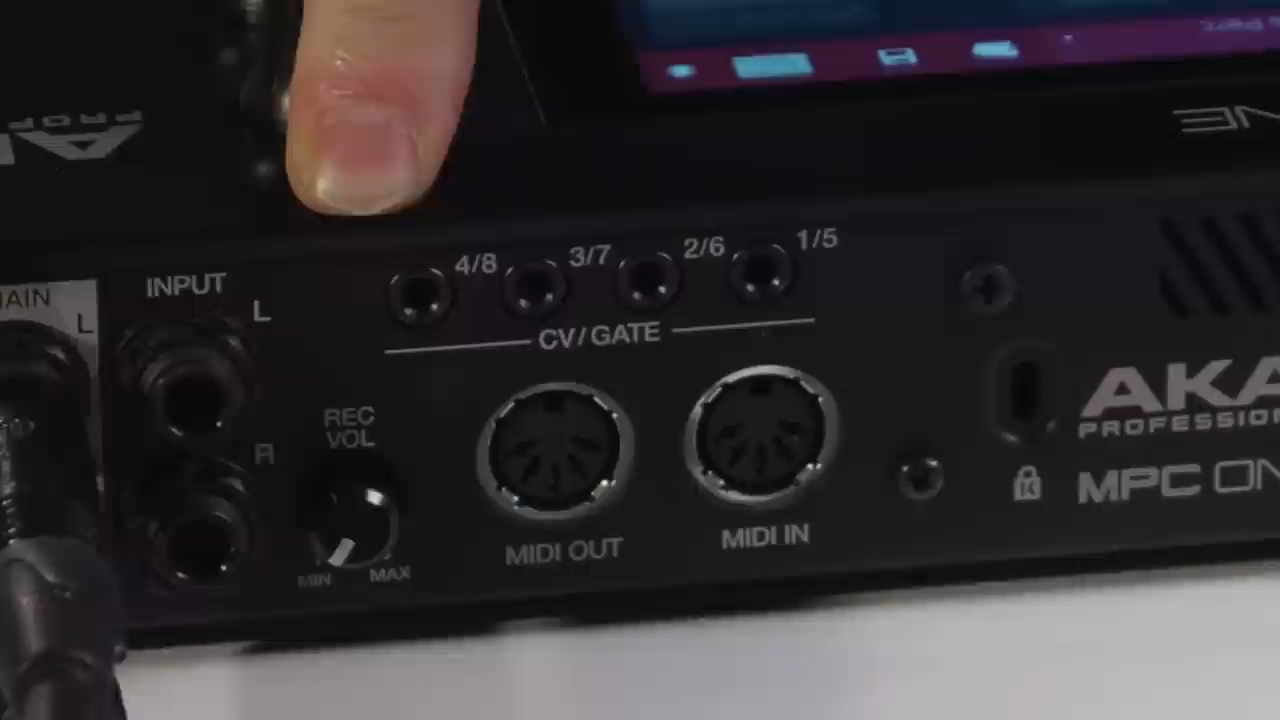 INPUT
L
4/8
3/7
2/6
1/5
CV/GATE
L
REC
VOL
R
MIN
MAX
MIDI OUT
MIDI IN
AKA
PROFESSION
MPC ON